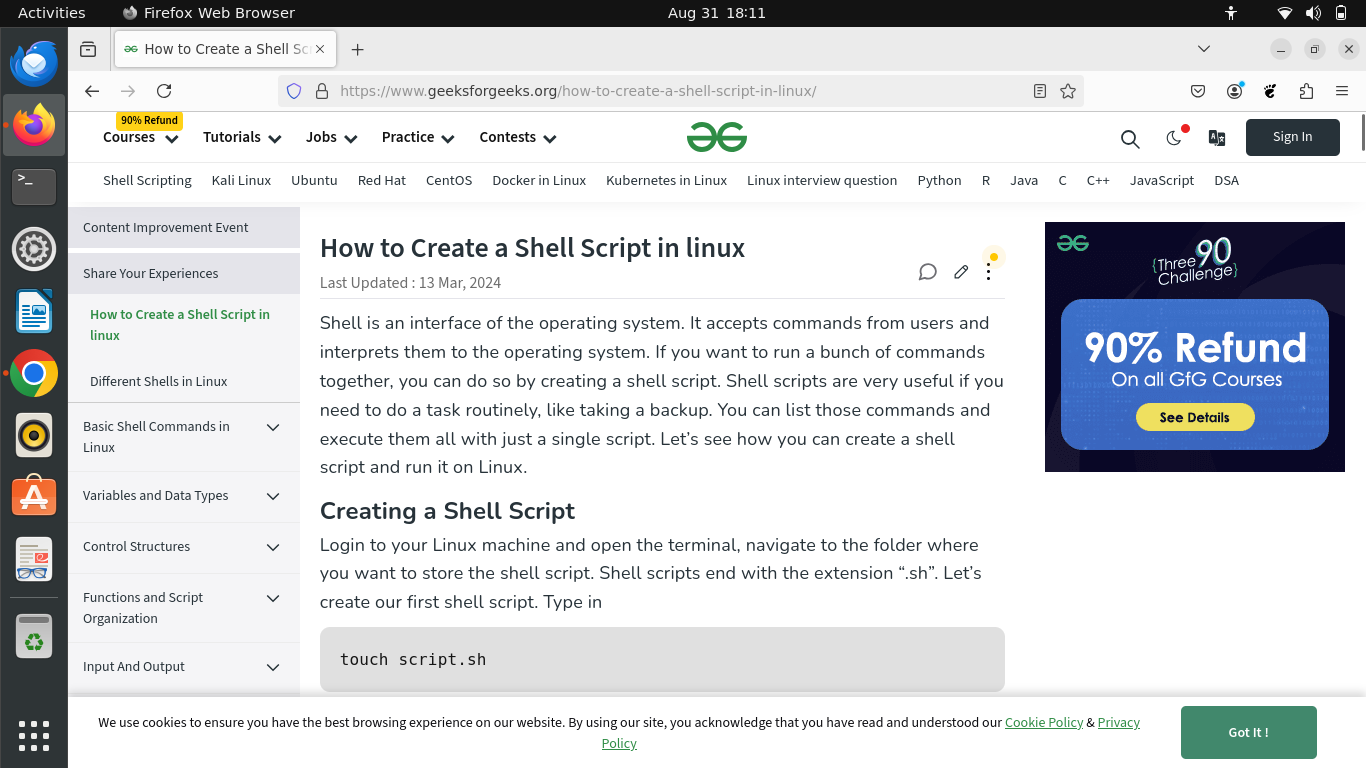 Activities
Firefox Web Browser
Aug 31 18:11
How to Create a Shell Sc
https://www.geeksforgeeks.org/how-to-create-a-shell-script-in-linux/
90% Refund
Courses
Tutorials
Jobs
Practice
Contests
Sign In
Shell Scripting
Kali Linux
Ubuntu
Red Hat
CentOS
Docker in Linux
Kubernetes in Linux
Linux interview question
Python
R
Java
C
C++
JavaScript
DSA
Content Improvement Event
Share Your Experiences
How to Create a Shell Script in
linux
Different Shells in Linux
Basic Shell Commands in
Linux
Variables and Data Types
Control Structures
Functions and Script
Organization
Input And Output
How to Create a Shell Script in linux
Last Updated : 13 Mar, 2024
Shell is an interface of the operating system. It accepts commands from users and
interprets them to the operating system. If you want to run a bunch of commands
together, you can do so by creating a shell script. Shell scripts are very useful if you
need to do a task routinely, like taking a backup. You can list those commands and
execute them all with just a single script. Let’s see how you can create a shell
script and run it on Linux.
Creating a Shell Script
Login to your Linux machine and open the terminal, navigate to the folder where
you want to store the shell script. Shell scripts end with the extension “.sh”. Let’s
create our first shell script. Type in
touch script.sh
{Three 90
Challenge}
90% Refund
On all GfG Courses
See Details
We use cookies to ensure you have the best browsing experience on our website. By using our site, you acknowledge that you have read and understood our Cookie Policy & Privacy
Policy
Got It !